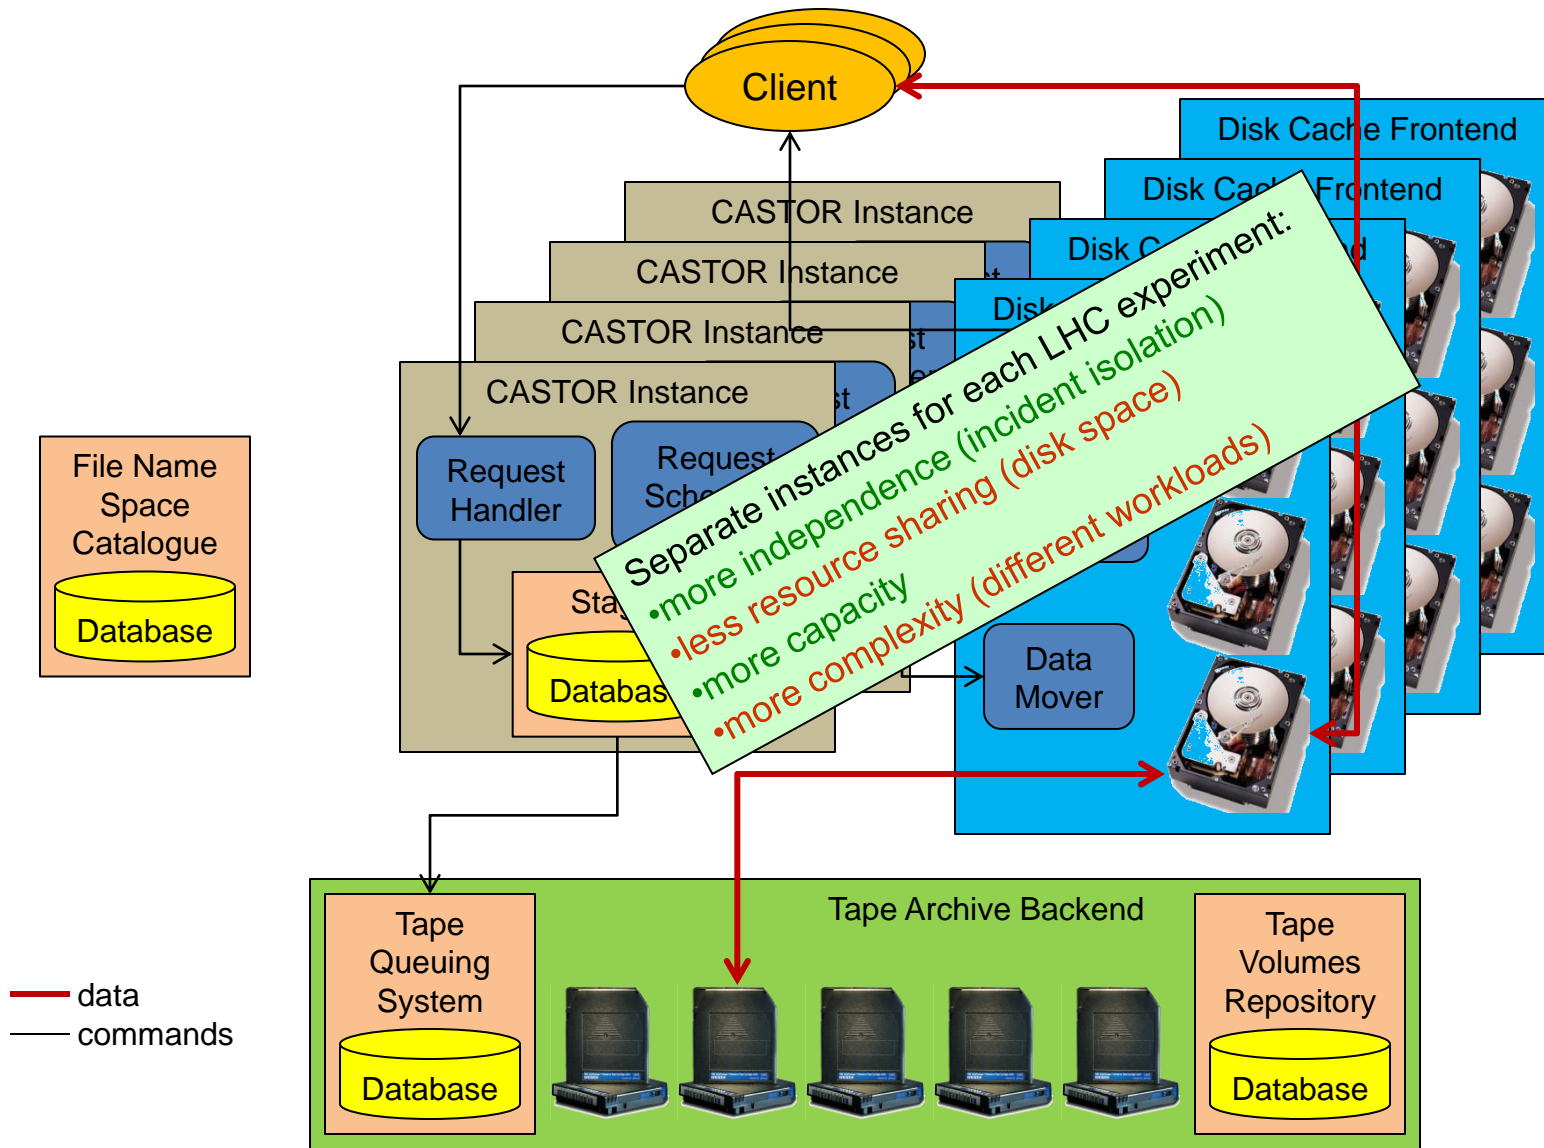 Client
Disk Cache Frontend
Disk Cache Frontend
Disk
Disk
CASTOR Instance
CASTOR Instance
CASTOR Instance
CASTOR Instance
Request
Handler
Request
File Name
Space
Catalogue
Database
Separate instances for each LHC experiment:
•more independence (incident isolation)
•less resource sharing (disk space)
•more capacity
•more complexity (different workloads)
Database
Data
Mover
Tape Archive Backend
Tape
Queuing
System
Database
Tape
Volumes
Repository
Database
data
commands